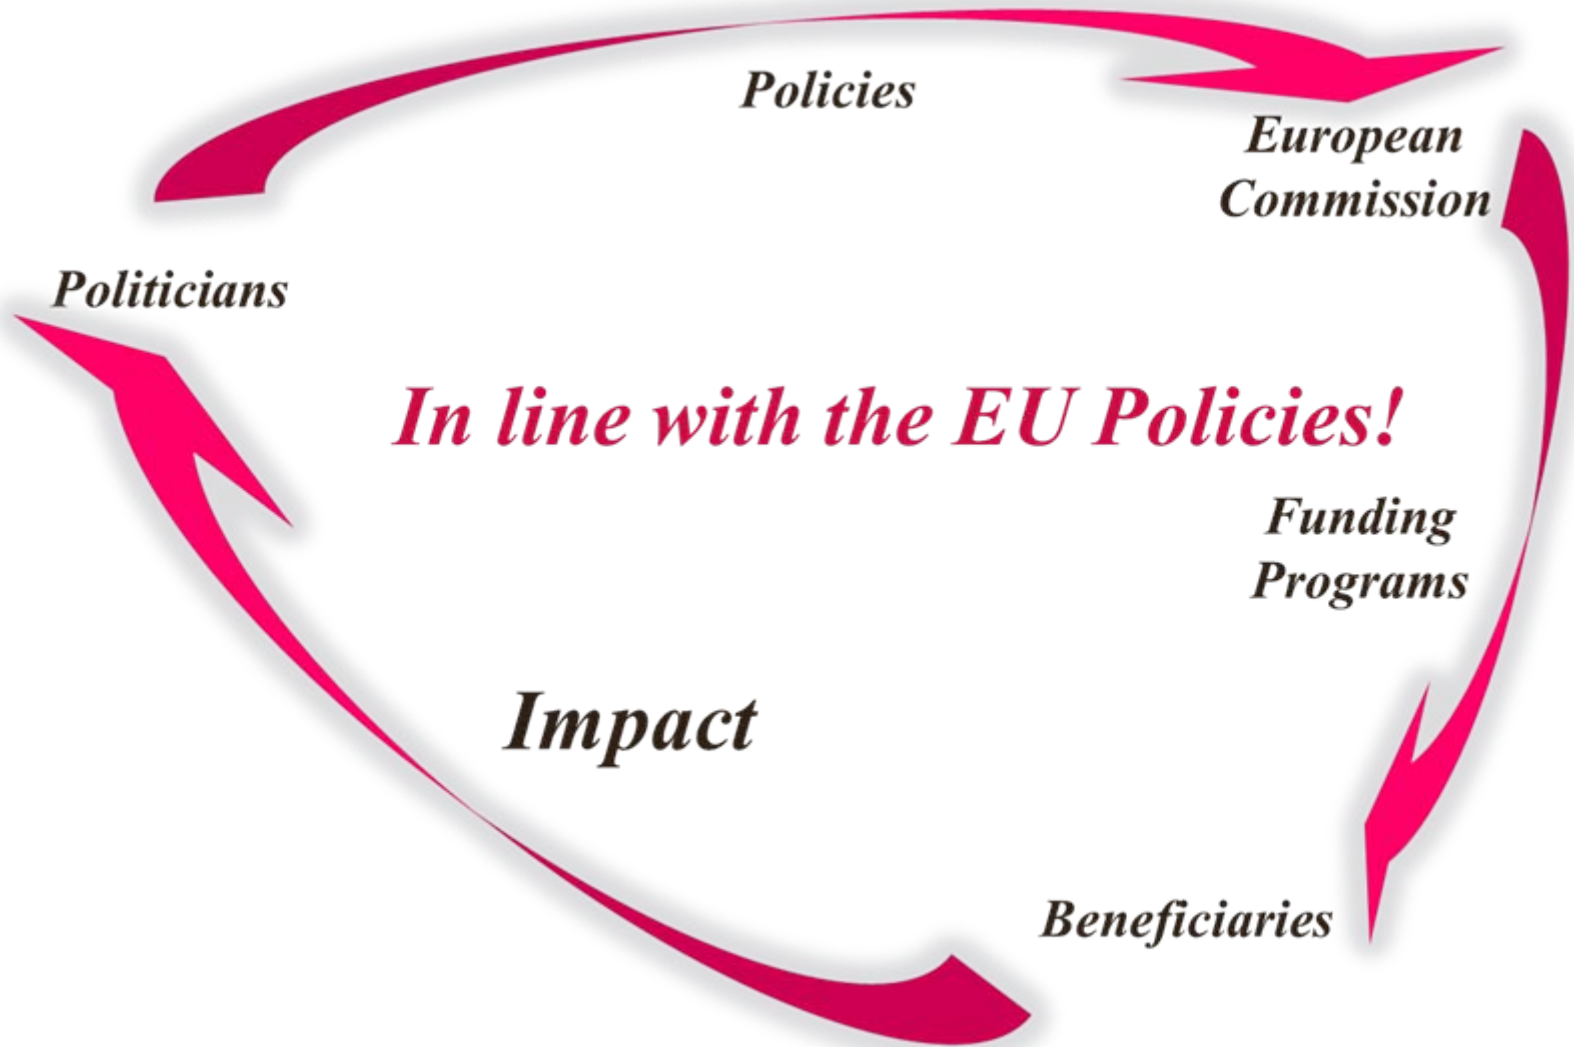 Policies
European
Commission
Politicians
In line with the EU Policies!
Funding
Programs
Impact
Beneficiaries